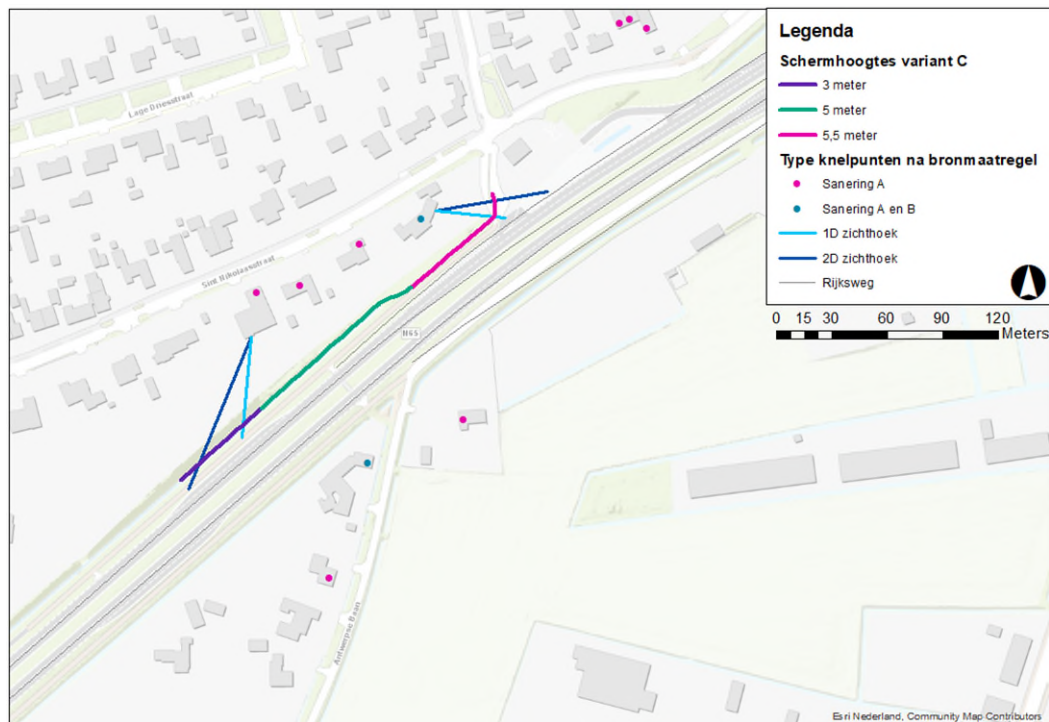 Legenda
Schermhoogtes variant C
3 meter
5 meter
5,5 meter
Type knelpunten na bronmaatregel
Sanering A
Sanering A en B
1D zichthoek
2D zichthoek
Rijksweg
0 15 30 60 90 120
Meters
Lage Driesstraat
Sint Nikolaasstraat
N65
Antwerpse Baan
Esri Nederland, Community Map Contributors